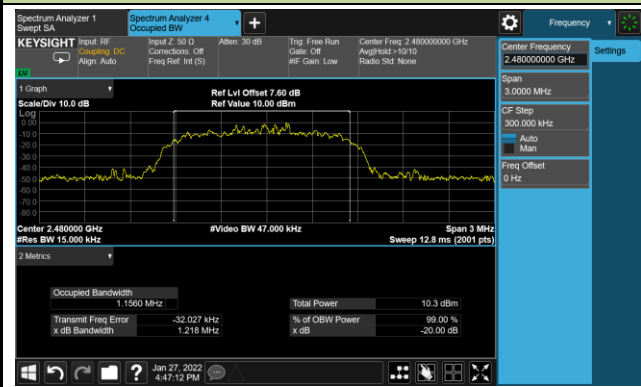 Spectrum Analyzer 1
Swept SA
Spectrum Analyzer 4
Occupied BW
Frequency
KEYSIGHT
Input: RF
Coupling: DC
Align: Auto
Input Z: 50 Ω
Corrections: Off
Freq Ref: Int (S)
Atten: 30 dB
Trig: Free Run
Gate: Off
#IF Gain: Low
Center Freq: 2.480000000 GHz
Avg|Hold:>10/10
Radio Std: None
LXI
Center Frequency
2.480000000 GHz
Settings
Span
3.0000 MHz
CF Step
300.000 kHz
Auto
Man
Freq Offset
0 Hz
1 Graph
Scale/Div 10.0 dB
Ref Lvl Offset 7.60 dB
Ref Value 10.00 dBm
Log
0.00
-10.0
-20.0
-30.0
-40.0
-50.0
-60.0
-70.0
-80.0
Center 2.480000 GHz
#Res BW 15.000 kHz
#Video BW 47.000 kHz
Span 3 MHz
Sweep 12.8 ms (2001 pts)
2 Metrics
Occupied Bandwidth
1.1560 MHz
Transmit Freq Error -32.027 kHz
x dB Bandwidth 1.218 MHz
Total Power 10.3 dBm
% of OBW Power 99.00 %
x dB -20.00 dB
?
Jan 27, 2022
4:47:12 PM